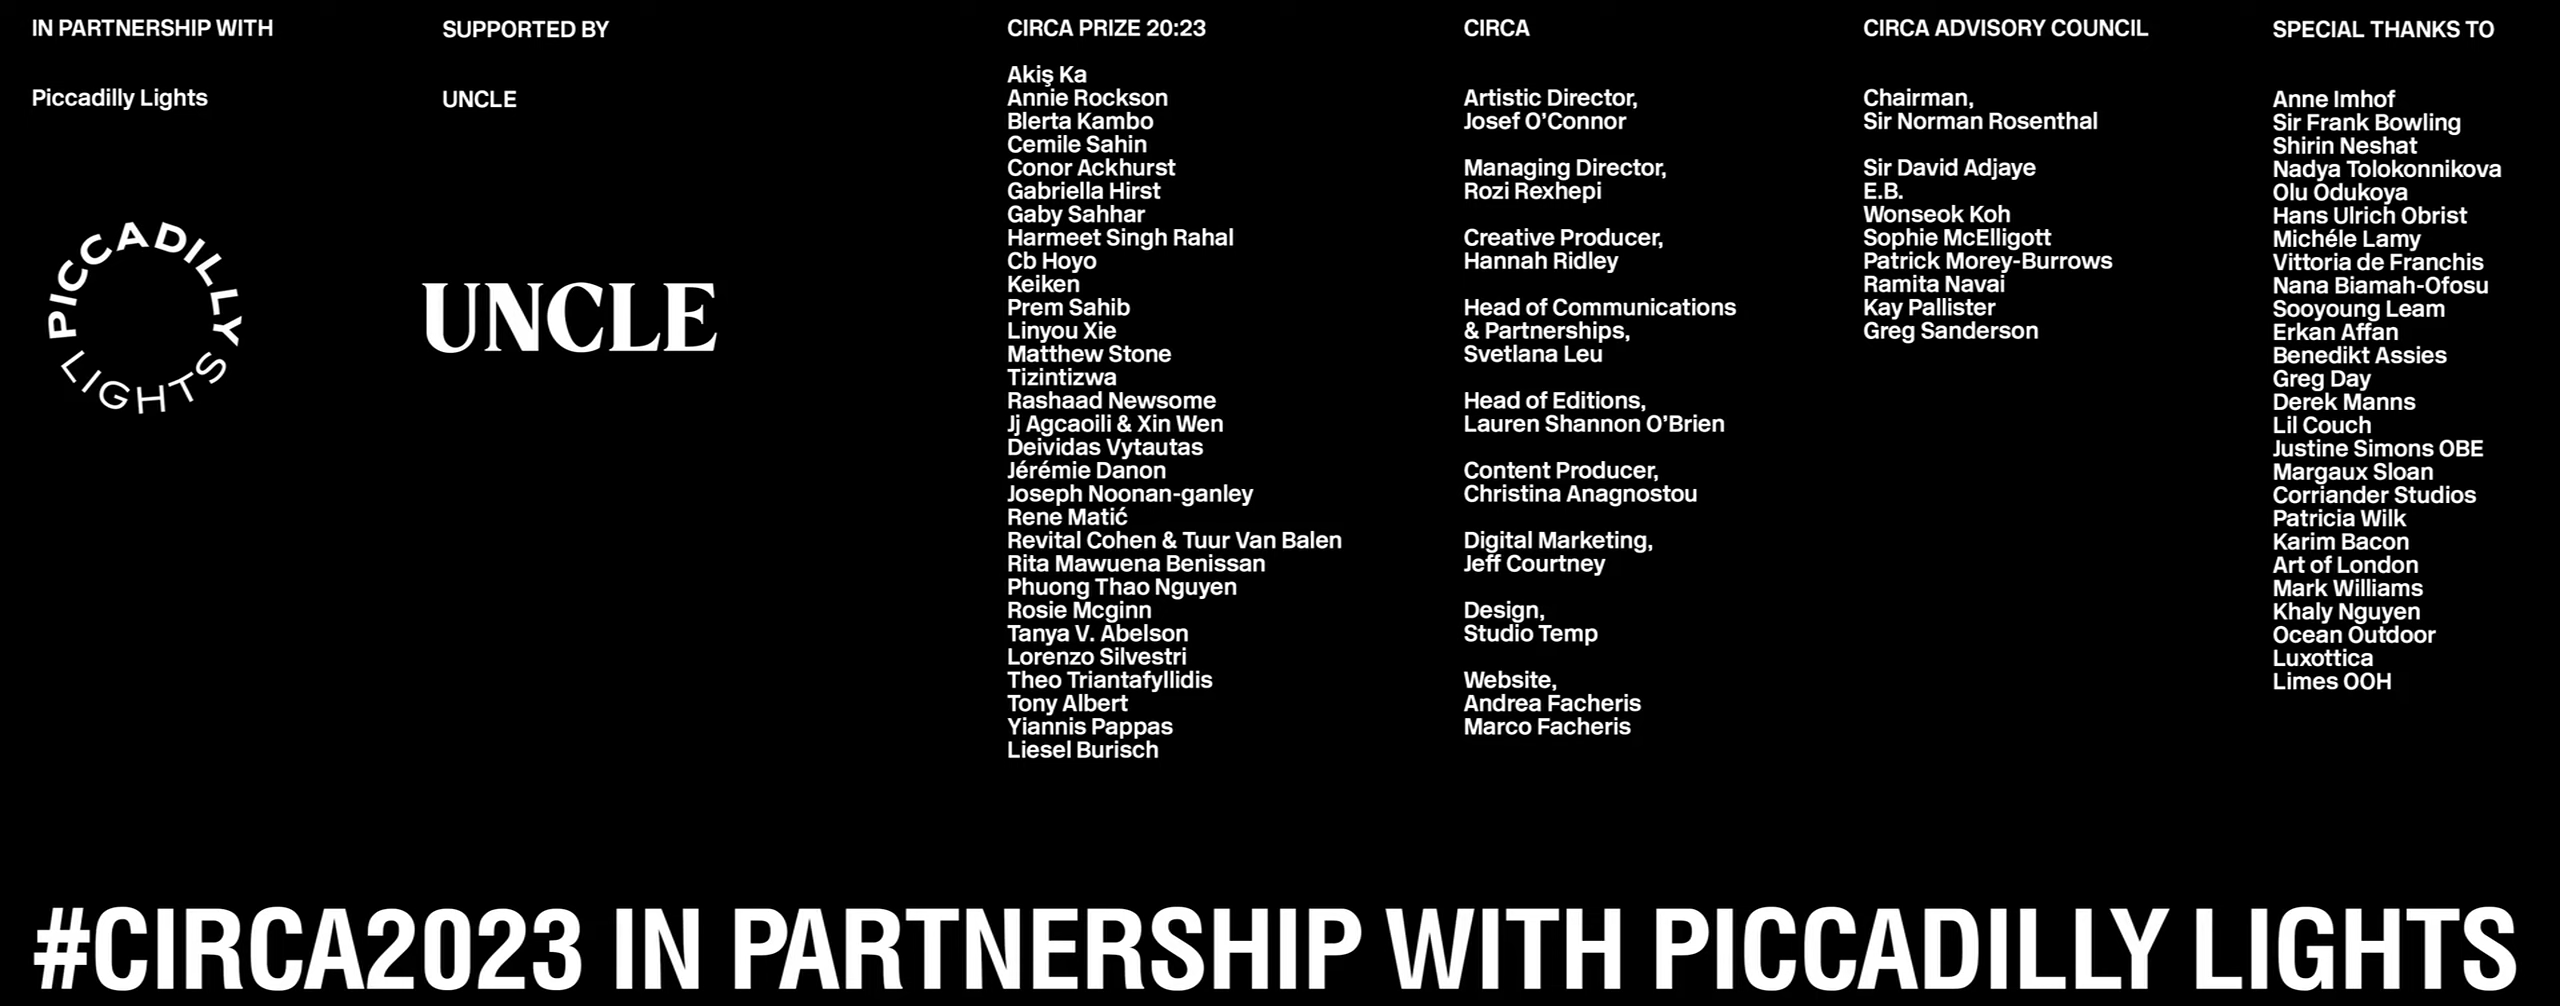 IN PARTNERSHIP WITH
Piccadilly Lights
PICCADILLY LIGHTS
SUPPORTED BY
UNCLE
UNCLE
CIRCA PRIZE 20:23
Akiş Ka
Annie Rockson
Blerta Kambo
Cemile Sahin
Conor Ackhurst
Gabriella Hirst
Gaby Sahhar
Harmeet Singh Rahal
Cb Hoyo
Keiken
Prem Sahib
Linyou Xie
Matthew Stone
Tizintizwa
Rashaad Newsome
Jj Agcaoili & Xin Wen
Deividas Vytautas
Jérémie Danon
Joseph Noonan-ganley
Rene Matić
Revital Cohen & Tuur Van Balen
Rita Mawuena Benissan
Phuong Thao Nguyen
Rosie Mcginn
Tanya V. Abelson
Lorenzo Silvestri
Theo Triantafyllidis
Tony Albert
Yiannis Pappas
Liesel Burisch
CIRCA
Artistic Director,
Josef O’Connor
Managing Director,
Rozi Rexhepi
Creative Producer,
Hannah Ridley
Head of Communications
& Partnerships,
Svetlana Leu
Head of Editions,
Lauren Shannon O’Brien
Content Producer,
Christina Anagnostou
Digital Marketing,
Jeff Courtney
Design,
Studio Temp
Website,
Andrea Facheris
Marco Facheris
CIRCA ADVISORY COUNCIL
Chairman,
Sir Norman Rosenthal
Sir David Adjaye
E.B.
Wonseok Koh
Sophie McElligott
Patrick Morey-Burrows
Ramita Navai
Kay Pallister
Greg Sanderson
SPECIAL THANKS TO
Anne Imhof
Sir Frank Bowling
Shirin Neshat
Nadya Tolokonnikova
Olu Odukoya
Hans Ulrich Obrist
Michéle Lamy
Vittoria de Franchis
Nana Biamah-Ofosu
Sooyoung Leam
Erkan Affan
Benedikt Assies
Greg Day
Derek Manns
Lil Couch
Justine Simons OBE
Margaux Sloan
Corriander Studios
Patricia Wilk
Karim Bacon
Art of London
Mark Williams
Khaly Nguyen
Ocean Outdoor
Luxottica
Limes OOH
#CIRCA2023 IN PARTNERSHIP WITH PICCADILLY LIGHTS